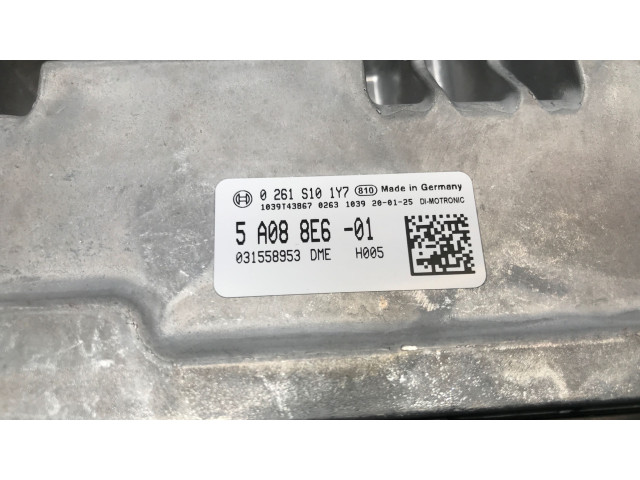 0 261 S10 1Y7 810 Made in Germany
1039T43867 0263 1039 20-01-25 DI-MOTRONIC
5 A08 8E6 -01
031558953 DME H005